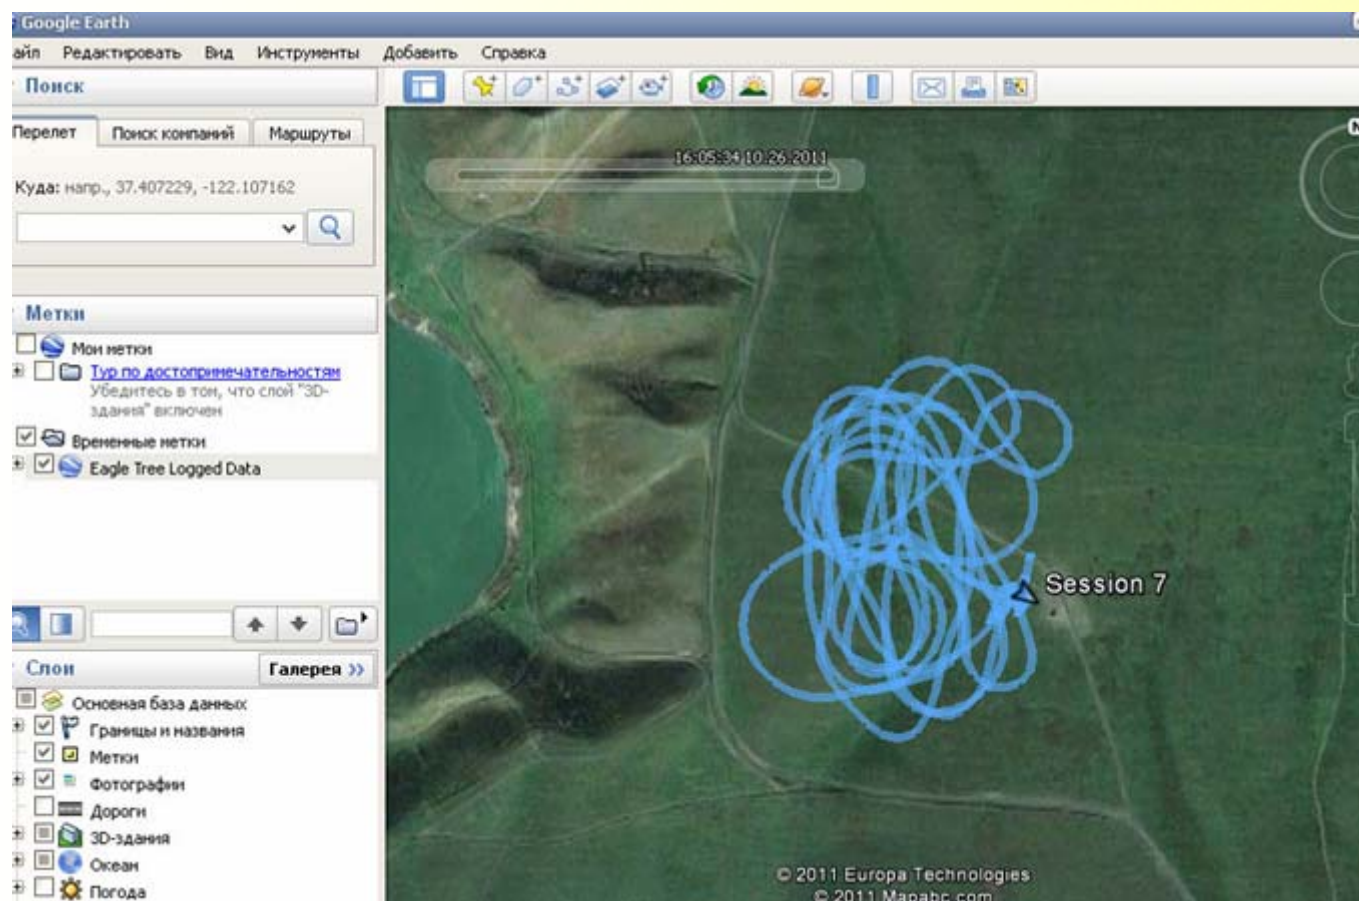 Google Earth
айл Редактировать Вид Инструменты Добавить Справка
Поиск
Перелет Поиск компаний Маршруты
Куда: напр., 37.407229, -122.107162
Метки
Мои метки
Тур по достопримечательностям
Убедитесь в том, что слой "3D-
здания" включен
Временные метки
Eagle Tree Logged Data
Слои
Галерея >>
Основная база данных
Границы и названия
Метки
Фотографии
Дороги
3D-здания
Океан
Погода
16:05:34 10.26.2011
N
Session 7
© 2011 Europa Technologies
© 2011 Mapabc.com